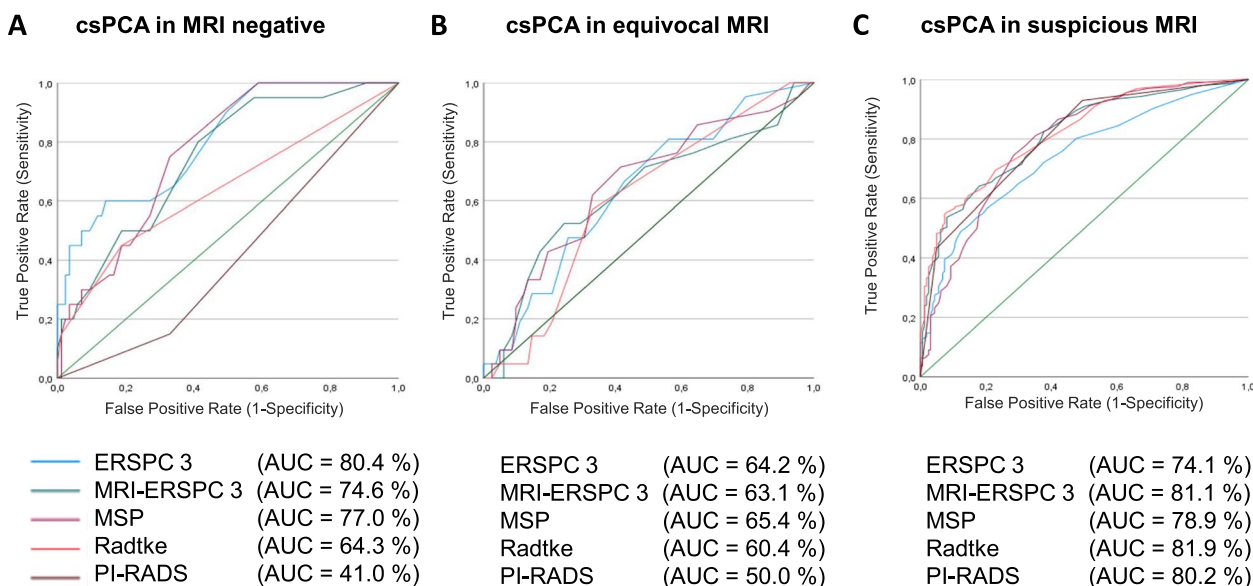 A csPCA in MRI negative
B csPCA in equivocal MRI
C csPCA in suspicious MRI
True Positive Rate (Sensitivity)
1,0
0,8
0,6
0,4
0,2
0,0
0,0 0,2 0,4 0,6 0,8 1,0
False Positive Rate (1-Specificity)
True Positive Rate (Sensitivity)
1,0
0,8
0,6
0,4
0,2
0,0
0,0 0,2 0,4 0,6 0,8 1,0
False Positive Rate (1-Specificity)
True Positive Rate (Sensitivity)
1,0
0,8
0,6
0,4
0,2
0,0
0,0 0,2 0,4 0,6 0,8 1,0
False Positive Rate (1-Specificity)
ERSPC 3 (AUC = 80.4 %)
MRI-ERSPC 3 (AUC = 74.6 %)
MSP (AUC = 77.0 %)
Radtke (AUC = 64.3 %)
PI-RADS (AUC = 41.0 %)
ERSPC 3 (AUC = 64.2 %)
MRI-ERSPC 3 (AUC = 63.1 %)
MSP (AUC = 65.4 %)
Radtke (AUC = 60.4 %)
PI-RADS (AUC = 50.0 %)
ERSPC 3 (AUC = 74.1 %)
MRI-ERSPC 3 (AUC = 81.1 %)
MSP (AUC = 78.9 %)
Radtke (AUC = 81.9 %)
PI-RADS (AUC = 80.2 %)